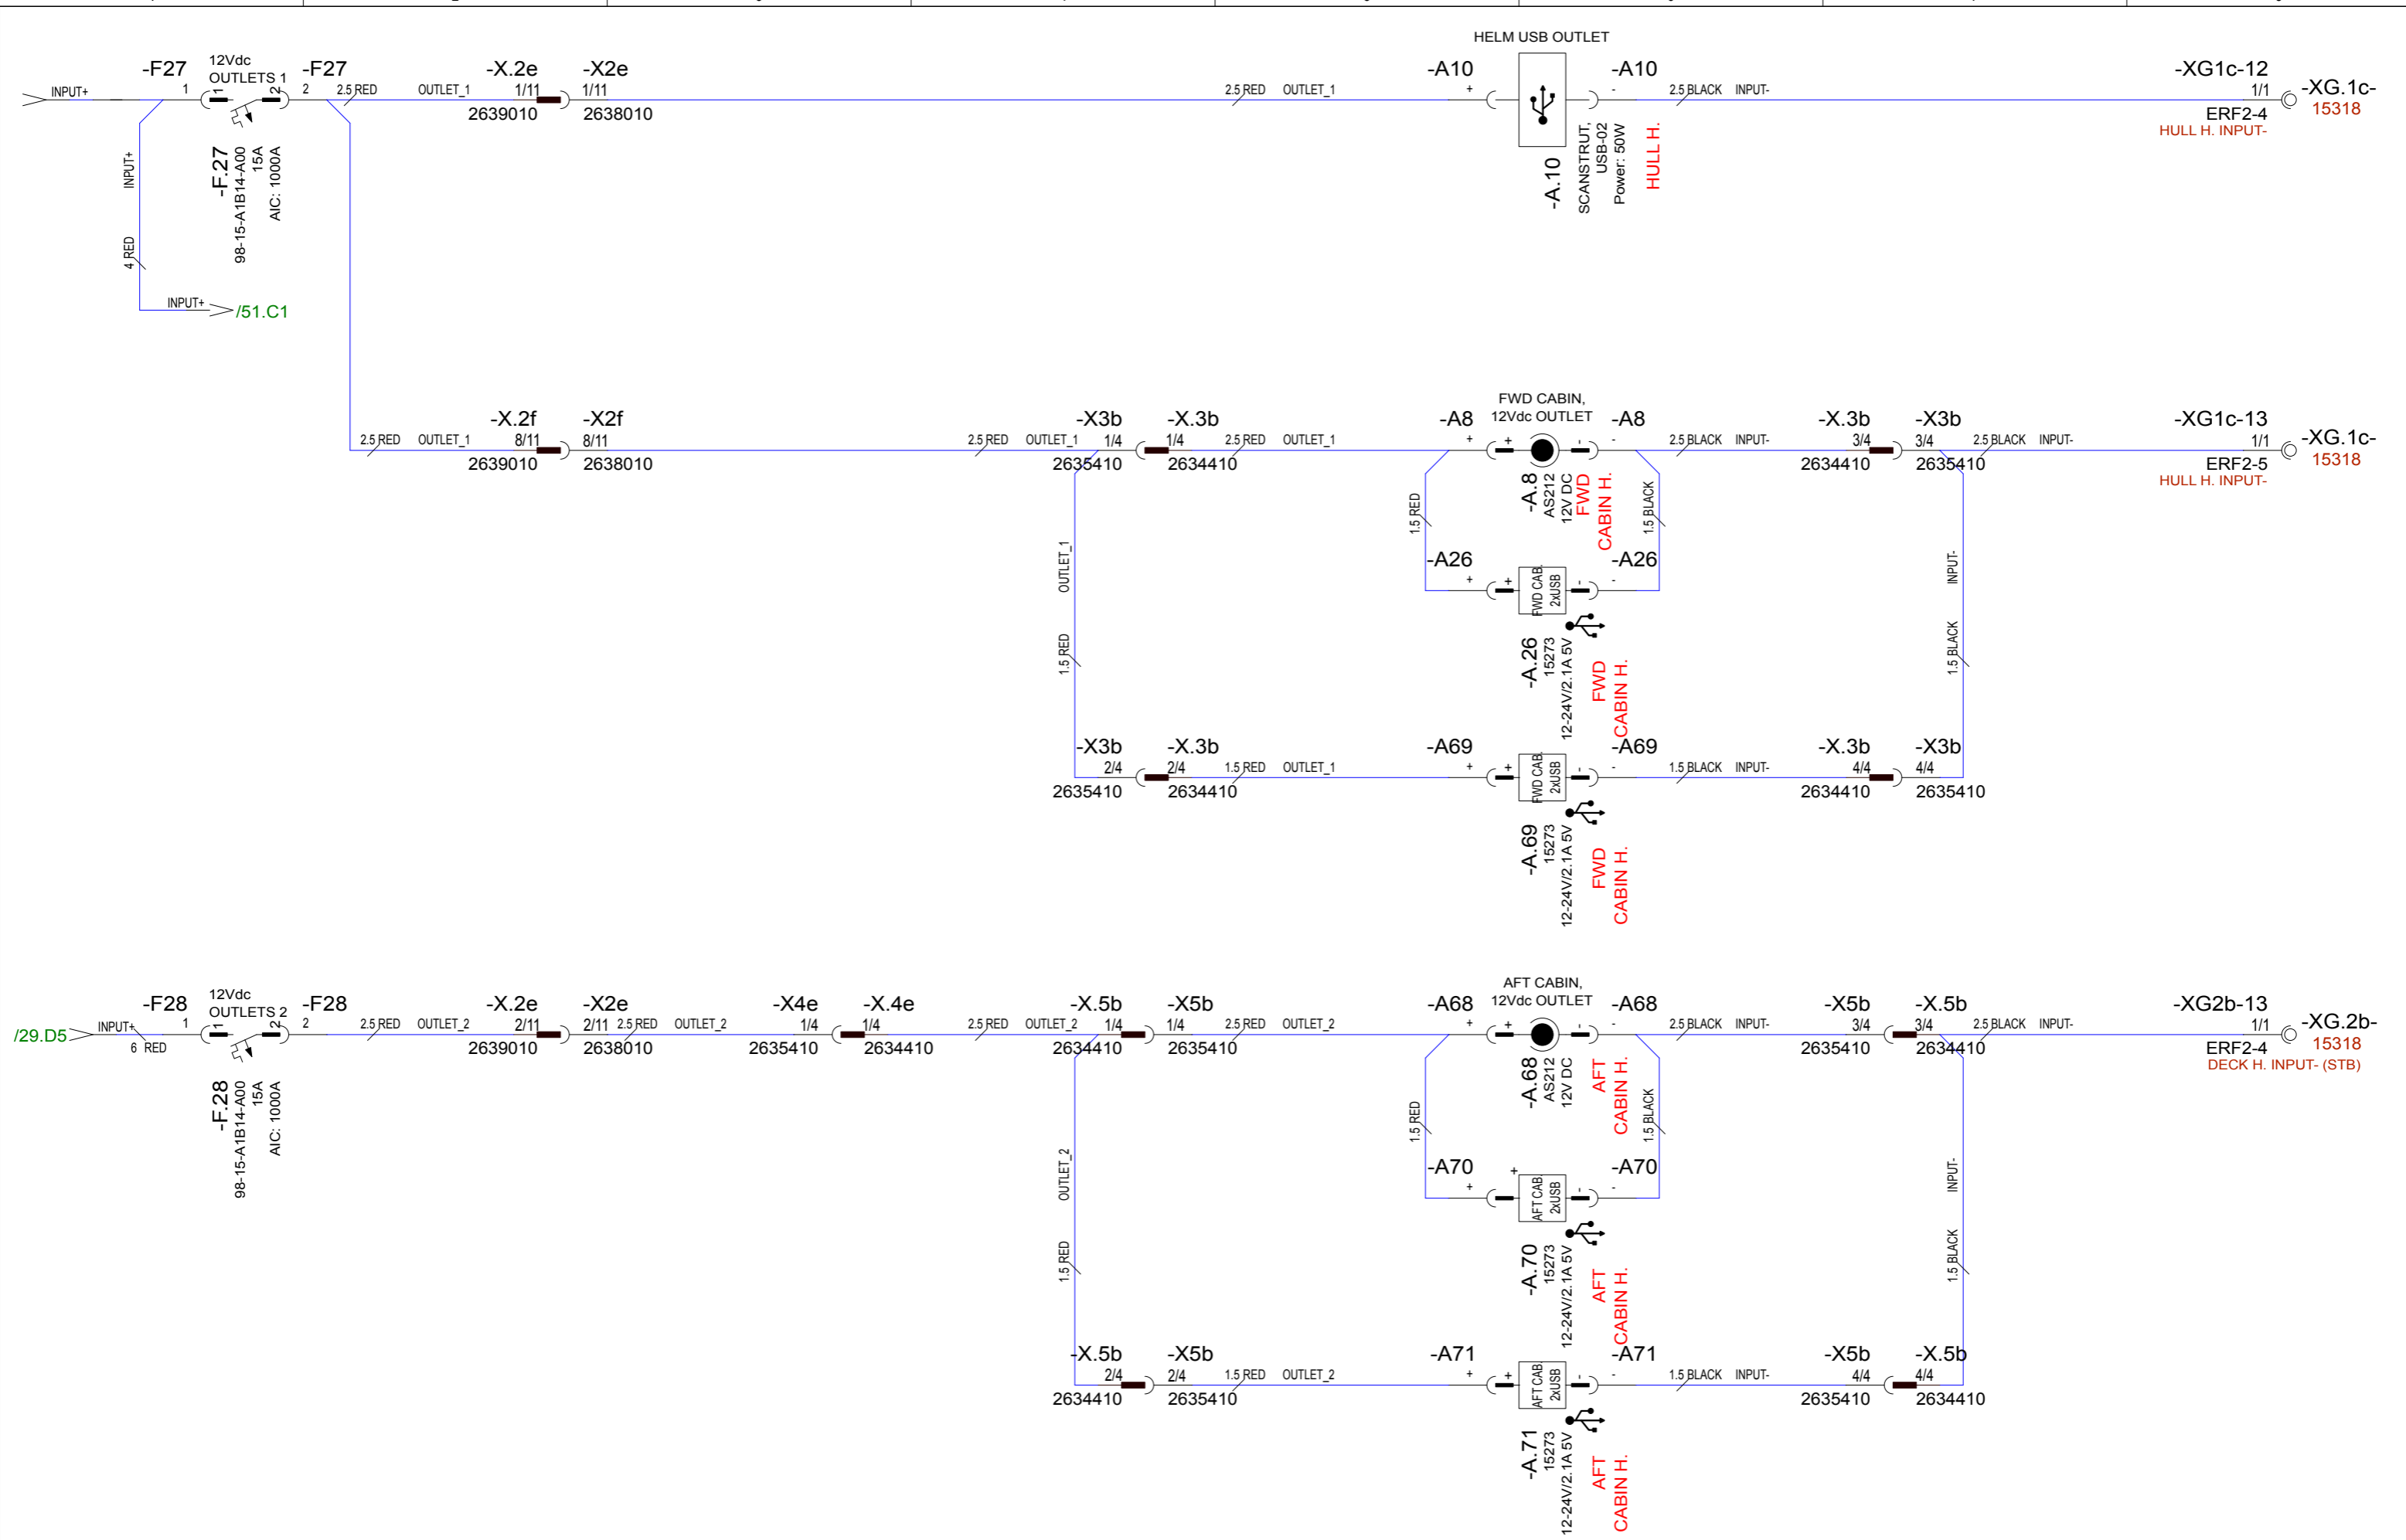 HELM USB OUTLET
-F27
12Vdc
OUTLETS 1
-F27
-X.2e
-X2e
-A10
-A10
-XG1c-12
-XG.1c-
INPUT+
1
1
2
2
2.5 RED
OUTLET_1
1/11
1/11
2.5 RED
OUTLET_1
+
-
2.5 BLACK
INPUT-
1/1
15318
2639010
2638010
ERF2-4
HULL H. INPUT-
-F.27
98-15-A1B14-A00
15A
AIC: 1000A
-A.10
SCANSTRUT,
USB-02
Power: 50W
HULL H.
INPUT+
4 RED
INPUT+
/51.C1
FWD CABIN,
12Vdc OUTLET
-X.2f
-X2f
-X3b
-X.3b
-A8
-A8
-X.3b
-X3b
-XG1c-13
-XG.1c-
2.5 RED
OUTLET_1
8/11
8/11
2.5 RED
OUTLET_1
1/4
1/4
2.5 RED
OUTLET_1
+
+
-
-
2.5 BLACK
INPUT-
3/4
3/4
2.5 BLACK
INPUT-
1/1
15318
2639010
2638010
2635410
2634410
2634410
2635410
ERF2-5
HULL H. INPUT-
-A.8
AS212
12V DC
FWD
CABIN H.
1.5 RED
1.5 BLACK
OUTLET_1
1.5 RED
INPUT-
1.5 BLACK
-A26
-A26
+
+
FWD CAB.
2xUSB
-
-
-A.26
15273
12-24V/2.1A 5V
FWD
CABIN H.
-X3b
-X.3b
-A69
-A69
-X.3b
-X3b
2/4
2/4
1.5 RED
OUTLET_1
+
+
FWD CAB.
2xUSB
-
-
1.5 BLACK
INPUT-
4/4
4/4
2635410
2634410
2634410
2635410
-A.69
15273
12-24V/2.1A 5V
FWD
CABIN H.
AFT CABIN,
12Vdc OUTLET
-F28
12Vdc
OUTLETS 2
-F28
-X.2e
-X2e
-X4e
-X.4e
-X.5b
-X5b
-A68
-A68
-X5b
-X.5b
-XG2b-13
-XG.2b-
/29.D5
INPUT+
6 RED
1
1
2
2
2.5 RED
OUTLET_2
2/11
2/11
2.5 RED
OUTLET_2
1/4
1/4
2.5 RED
OUTLET_2
1/4
1/4
2.5 RED
OUTLET_2
+
+
-
-
2.5 BLACK
INPUT-
3/4
3/4
2.5 BLACK
INPUT-
1/1
15318
2639010
2638010
2635410
2634410
2634410
2635410
2635410
2634410
ERF2-4
DECK H. INPUT- (STB)
-F.28
98-15-A1B14-A00
15A
AIC: 1000A
-A.68
AS212
12V DC
AFT
CABIN H.
1.5 RED
1.5 BLACK
OUTLET_2
1.5 RED
INPUT-
1.5 BLACK
-A70
-A70
+
+
AFT CAB.
2xUSB
-
-
-A.70
15273
12-24V/2.1A 5V
AFT
CABIN H.
-X.5b
-X5b
-A71
-A71
-X5b
-X.5b
2/4
2/4
1.5 RED
OUTLET_2
+
+
AFT CAB.
2xUSB
-
-
1.5 BLACK
INPUT-
4/4
4/4
2634410
2635410
2635410
2634410
-A.71
15273
12-24V/2.1A 5V
AFT
CABIN H.